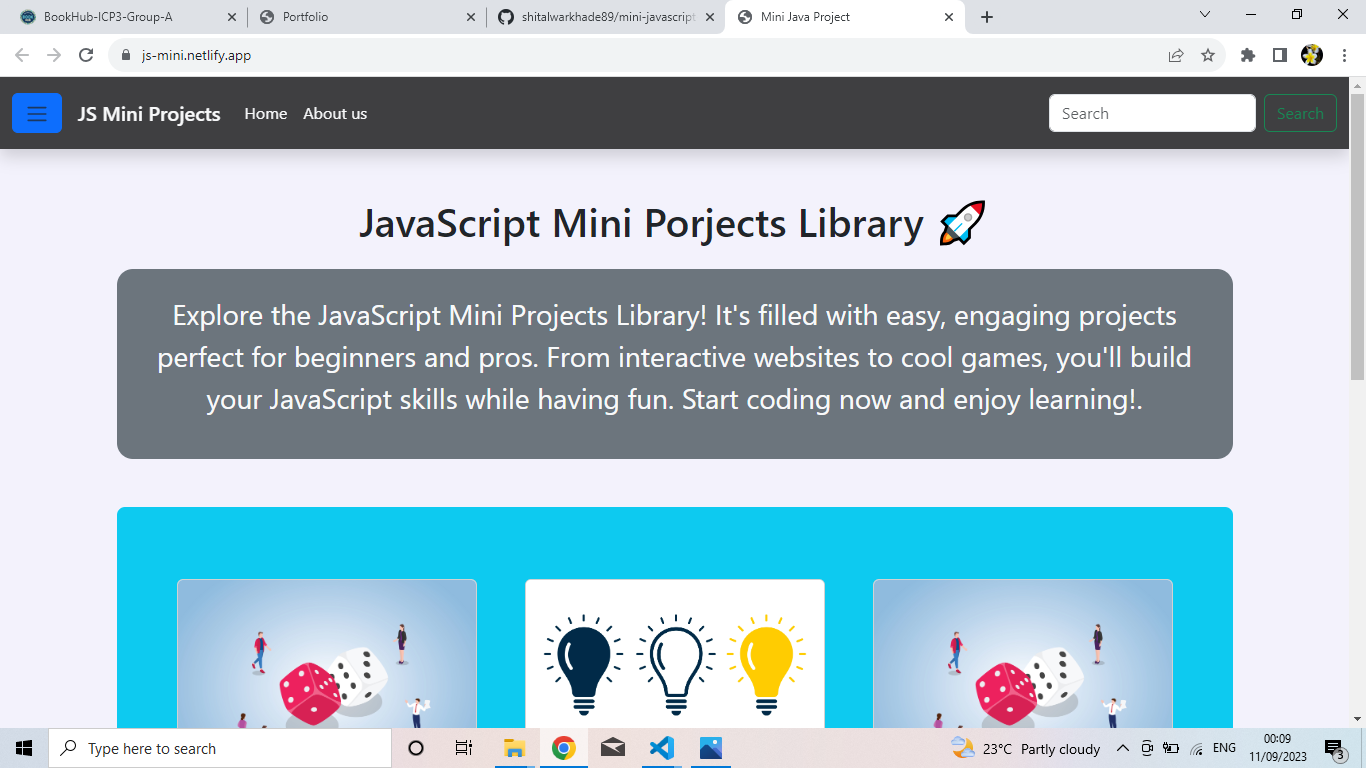 BookHub-ICP3-Group-A
Portfolio
shitalwarkhade89/mini-javascript
Mini Java Project
js-mini.netlify.app
JS Mini Projects
Home
About us
Search
Search
JavaScript Mini Porjects Library 🚀
Explore the JavaScript Mini Projects Library! It's filled with easy, engaging projects
perfect for beginners and pros. From interactive websites to cool games, you'll build
your JavaScript skills while having fun. Start coding now and enjoy learning!.
Type here to search
23°C Partly cloudy
ENG
00:09
11/09/2023
3